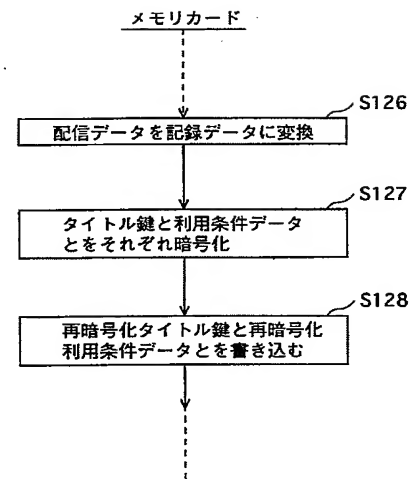 メモリカード
S126
配信データを記録データに変換
S127
タイトル鍵と利用条件データ
とをそれぞれ暗号化
S128
再暗号化タイトル鍵と再暗号化
利用条件データとを書き込む